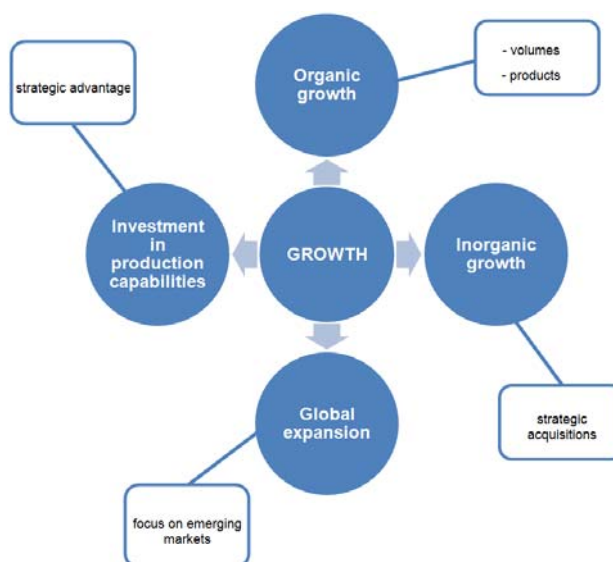 Organic
growth
- volumes
- products
strategic advantage
Investment
in
production
capabilities
GROWTH
Inorganic
growth
Global
expansion
strategic
acquisitions
focus on emerging
markets